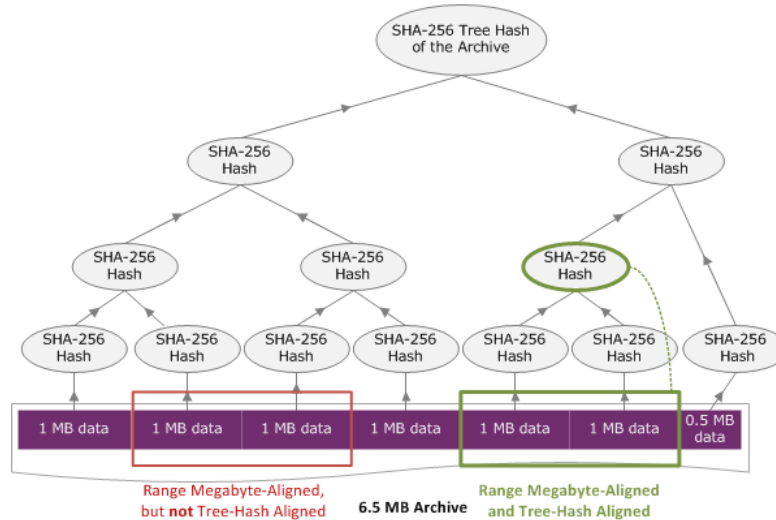 SHA-256 Tree Hash
of the Archive
SHA-256
Hash
SHA-256
Hash
SHA-256
Hash
SHA-256
Hash
SHA-256
Hash
SHA-256
Hash
SHA-256
Hash
SHA-256
Hash
SHA-256
Hash
SHA-256
Hash
SHA-256
Hash
SHA-256
Hash
1 MB data
1 MB data
1 MB data
1 MB data
1 MB data
1 MB data
0.5 MB
data
Range Megabyte-Aligned,
but not Tree-Hash Aligned
6.5 MB Archive
Range Megabyte-Aligned
and Tree-Hash Aligned